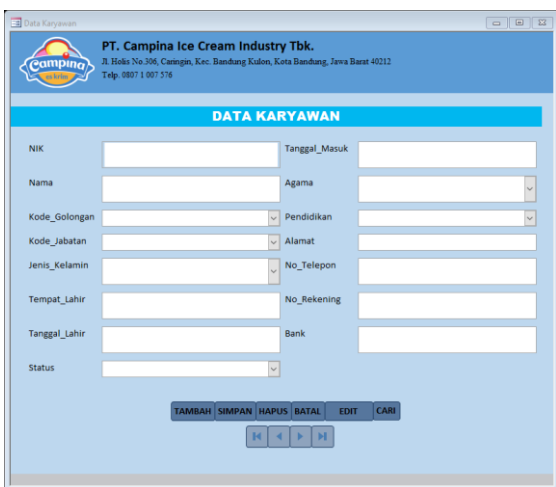 Data Karyawan
Campina
es krim
PT. Campina Ice Cream Industry Tbk.
Jl. Holis No.306, Caringin, Kec. Bandung Kulon, Kota Bandung, Jawa Barat 40212
Telp. 0807 1 007 576
DATA KARYAWAN
NIK
Tanggal_Masuk
Nama
Agama
Kode_Golongan
Pendidikan
Kode_Jabatan
Alamat
Jenis_Kelamin
No_Telepon
Tempat_Lahir
No_Rekening
Tanggal_Lahir
Bank
Status
TAMBAH SIMPAN HAPUS BATAL EDIT CARI